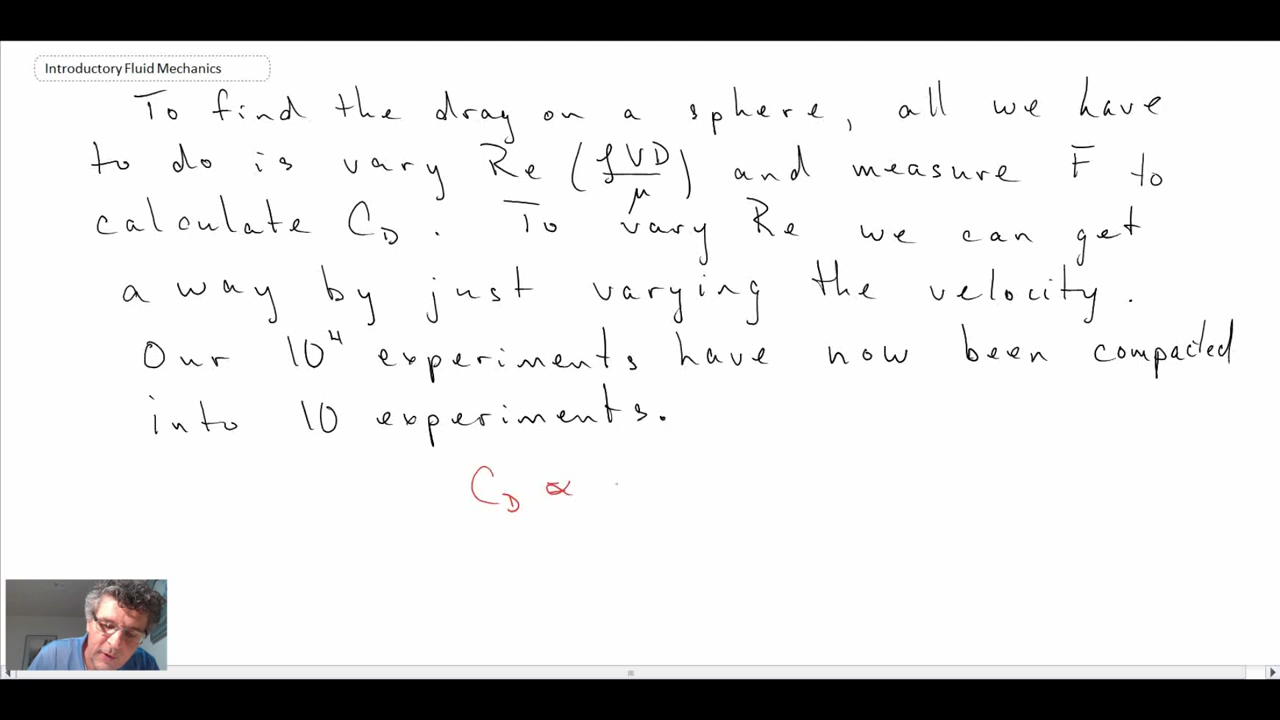 Introductory Fluid Mechanics
To find the drag on a sphere, all we have
to do is vary Re (ρVD/μ) and measure F to
calculate C_D. To vary Re we can get
a way by just varying the velocity.
Our 10⁴ experiments have now been compacted
into 10 experiments.
C_D ∝